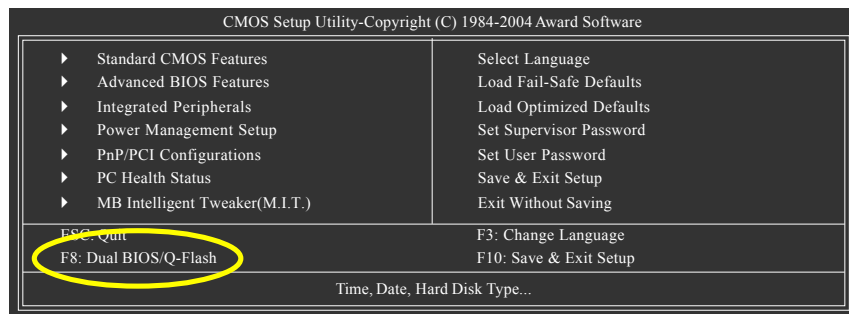 CMOS Setup Utility-Copyright (C) 1984-2004 Award Software
Standard CMOS Features
Advanced BIOS Features
Integrated Peripherals
Power Management Setup
PnP/PCI Configurations
PC Health Status
MB Intelligent Tweaker(M.I.T.)
Select Language
Load Fail-Safe Defaults
Load Optimized Defaults
Set Supervisor Password
Set User Password
Save & Exit Setup
Exit Without Saving
ESC: Quit
F8: Dual BIOS/Q-Flash
F3: Change Language
F10: Save & Exit Setup
Time, Date, Hard Disk Type...